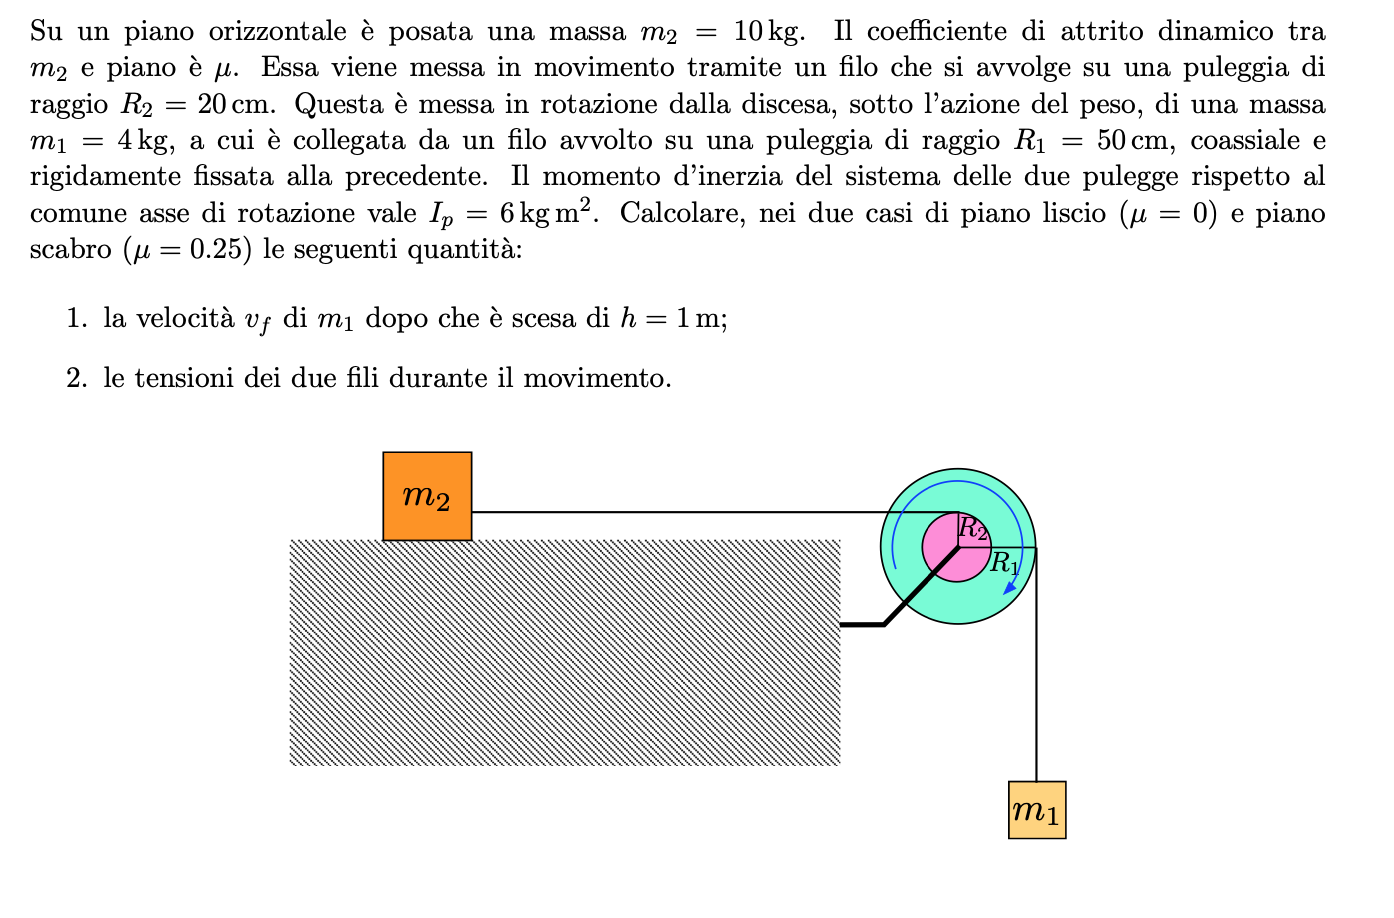 Su un piano orizzontale è posata una massa m₂ = 10 kg. Il coefficiente di attrito dinamico tra
m₂ e piano è μ. Essa viene messa in movimento tramite un filo che si avvolge su una puleggia di
raggio R₂ = 20 cm. Questa è messa in rotazione dalla discesa, sotto l'azione del peso, di una massa
m₁ = 4 kg, a cui è collegata da un filo avvolto su una puleggia di raggio R₁ = 50 cm, coassiale e
rigidamente fissata alla precedente. Il momento d'inerzia del sistema delle due pulegge rispetto al
comune asse di rotazione vale Iₚ = 6 kg m². Calcolare, nei due casi di piano liscio (μ = 0) e piano
scabro (μ = 0.25) le seguenti quantità:
1. la velocità v_f di m₁ dopo che è scesa di h = 1 m;
2. le tensioni dei due fili durante il movimento.
m₂
R₂
R₁
m₁